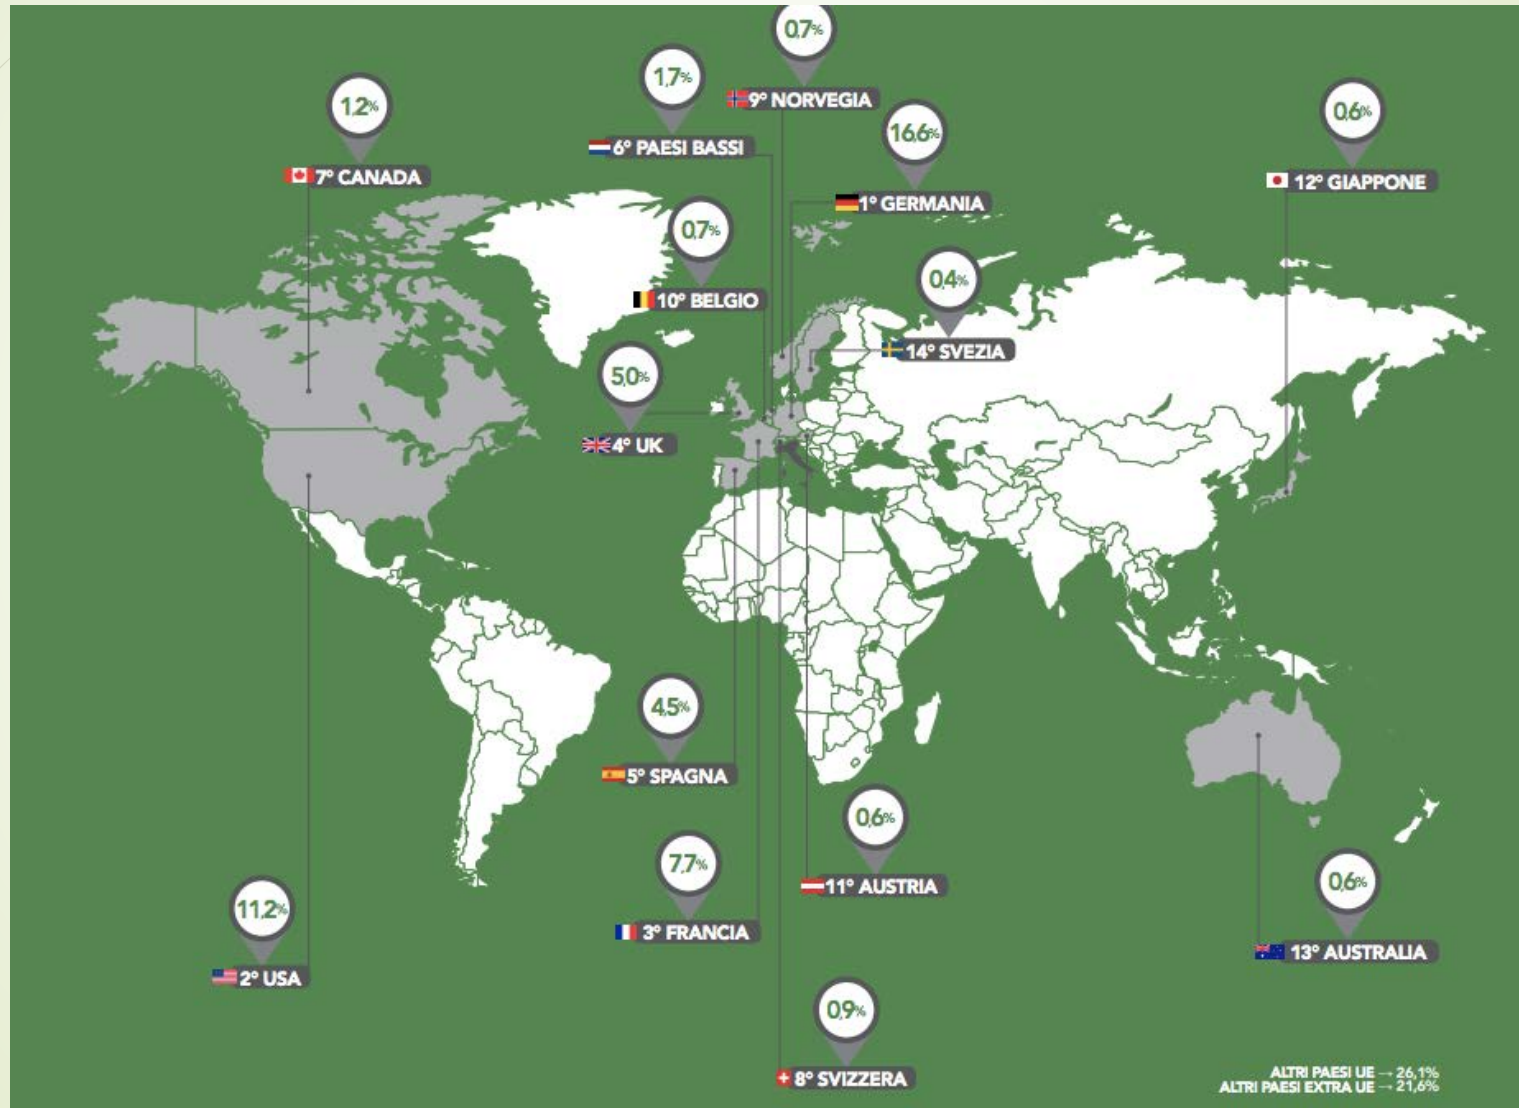 0,7%
9° NORVEGIA
1,7%
6° PAESI BASSI
1,2%
7° CANADA
16,6%
1° GERMANIA
0,6%
12° GIAPPONE
0,7%
10° BELGIO
0,4%
14° SVEZIA
5,0%
4° UK
4,5%
5° SPAGNA
0,6%
11° AUSTRIA
7,7%
3° FRANCIA
0,6%
13° AUSTRALIA
11,2%
2° USA
0,9%
8° SVIZZERA
ALTRI PAESI UE → 26,1%
ALTRI PAESI EXTRA UE → 21,6%